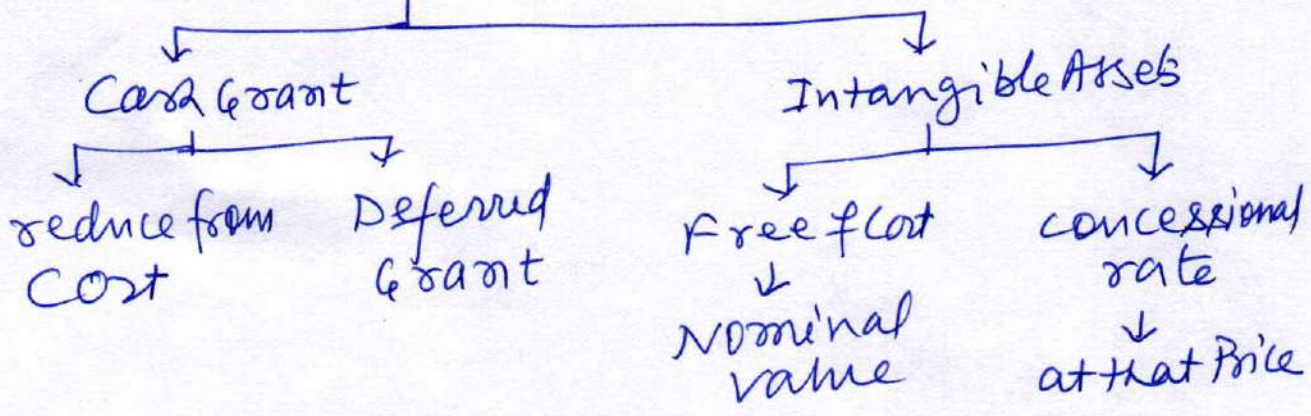 Cash Grant
Intangible Assets
reduce from
Cost
Deferred
Grant
Free of Cost
Nominal
value
concessional
rate
at that Price